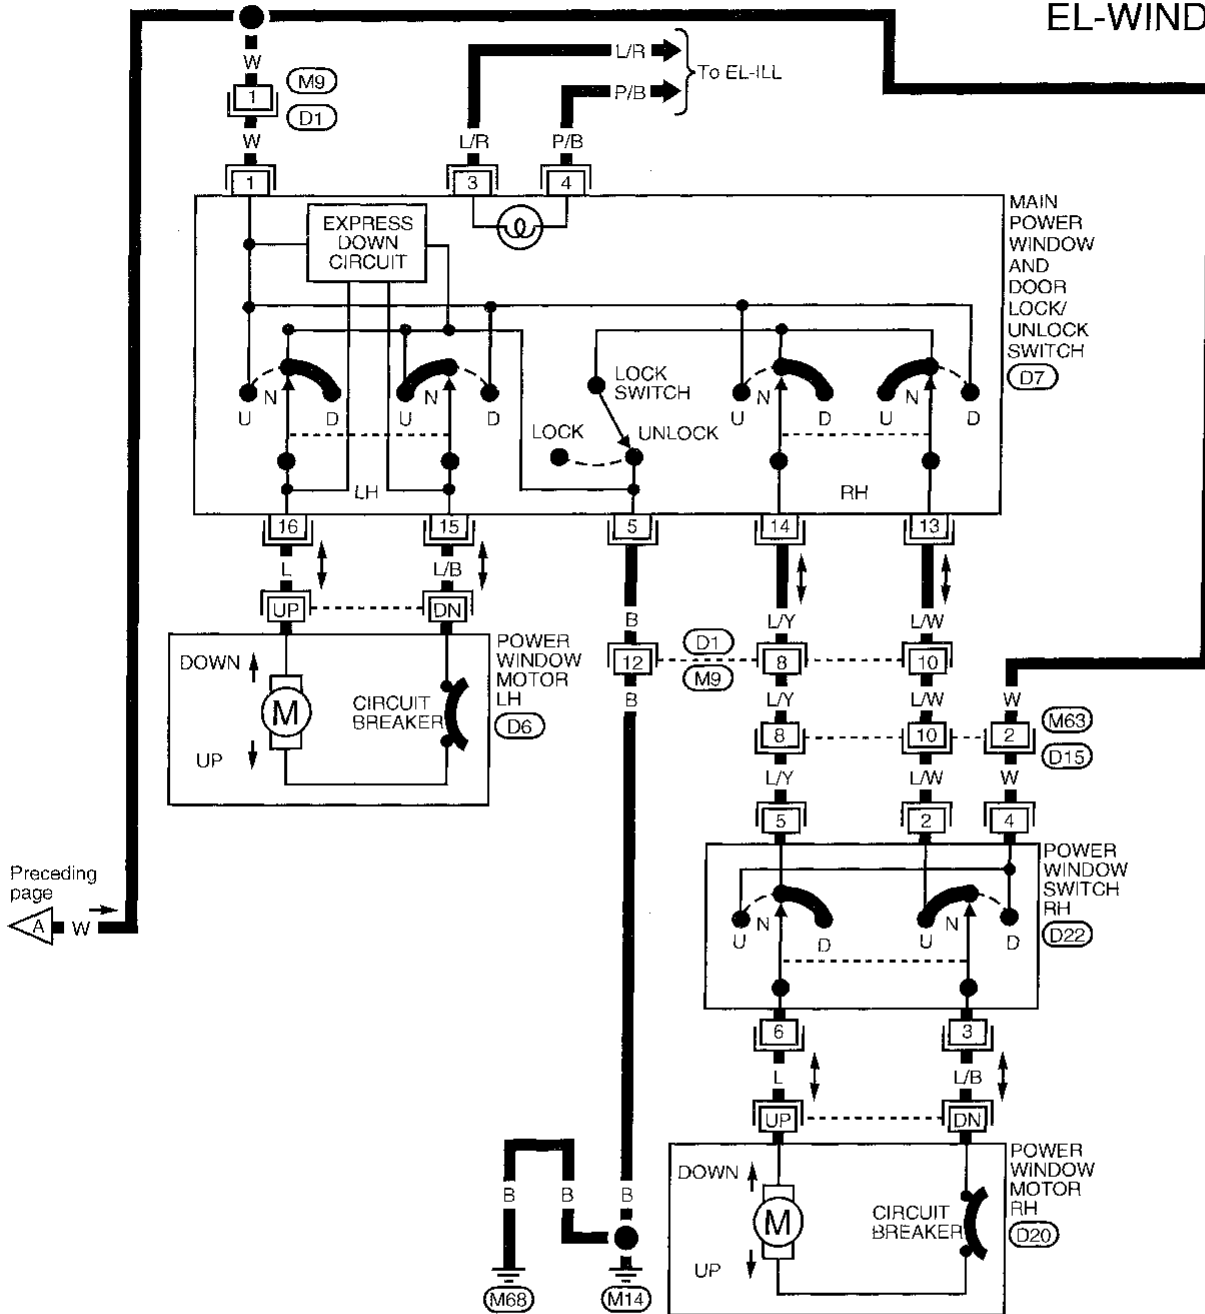 EL-WIND
L/R
To EL-ILL
P/B
W
M9
1
D1
W
L/R
P/B
1
3
4
MAIN
POWER
WINDOW
AND
DOOR
LOCK/
UNLOCK
SWITCH
D7
EXPRESS
DOWN
CIRCUIT
LOCK
SWITCH
U
N
D
U
N
D
LOCK
UNLOCK
U
N
D
U
N
D
LH
RH
16
15
5
14
13
L
L/B
UP
DN
B
L/Y
L/W
POWER
WINDOW
MOTOR
LH
D6
DOWN
M
CIRCUIT
BREAKER
UP
D1
12
8
10
M9
B
L/Y
L/W
W
M63
8
10
2
D15
L/Y
L/W
W
5
2
4
POWER
WINDOW
SWITCH
RH
D22
U
N
D
U
N
D
Preceding
page
A
W
6
3
L
L/B
UP
DN
POWER
WINDOW
MOTOR
RH
D20
DOWN
M
CIRCUIT
BREAKER
UP
B
B
B
M68
M14